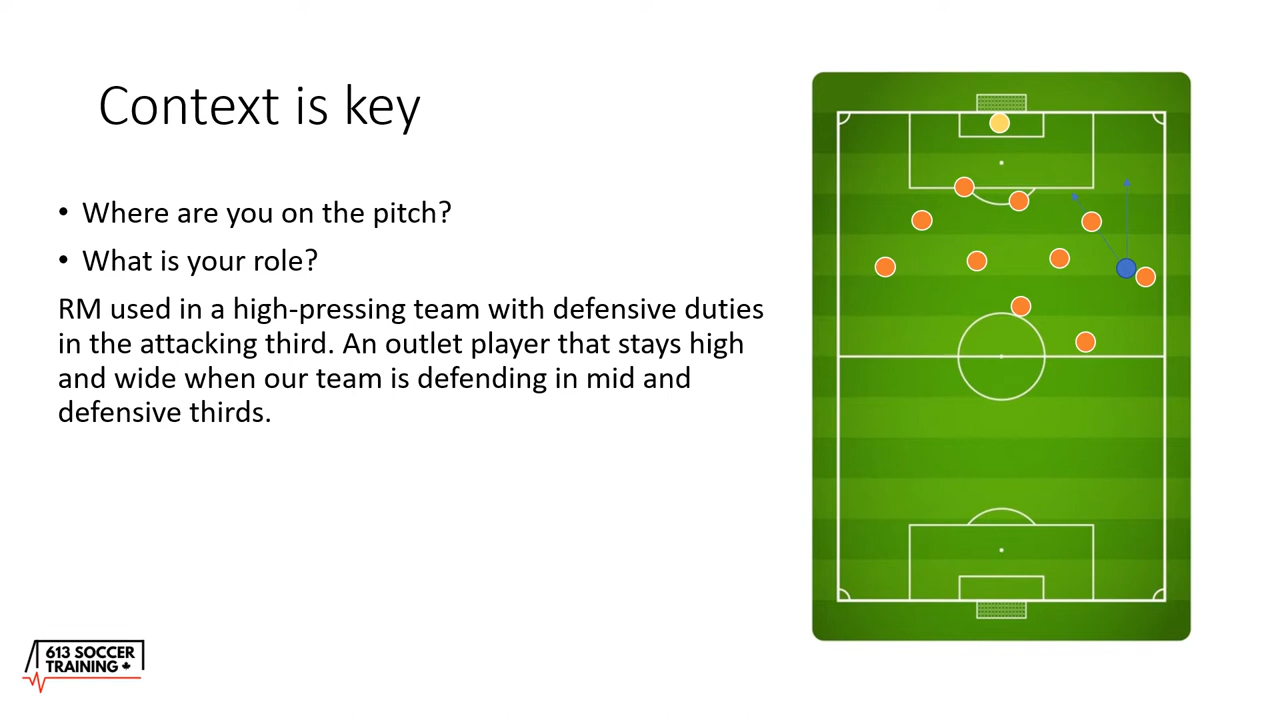 Context is key
• Where are you on the pitch?
• What is your role?
RM used in a high-pressing team with defensive duties
in the attacking third. An outlet player that stays high
and wide when our team is defending in mid and
defensive thirds.
613 SOCCER
TRAINING